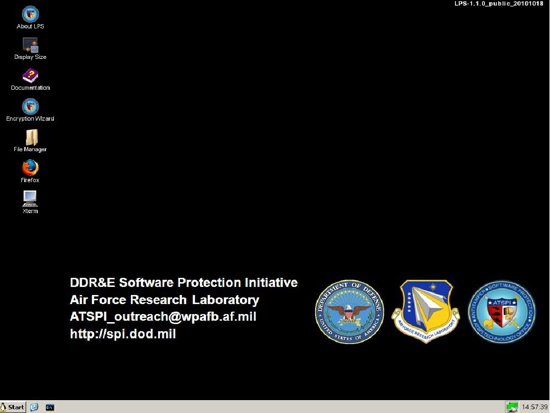 LPS-1.1.0_public_20101018
About LPS
Display Size
Documentation
Encryption Wizard
File Manager
Firefox
Xterm
DDR&E Software Protection Initiative
Air Force Research Laboratory
ATSPI_outreach@wpafb.af.mil
http://spi.dod.mil
DEPARTMENT OF DEFENSE
UNITED STATES OF AMERICA
AIR FORCE RESEARCH LABORATORY
ATSPI
Start
14:57:39